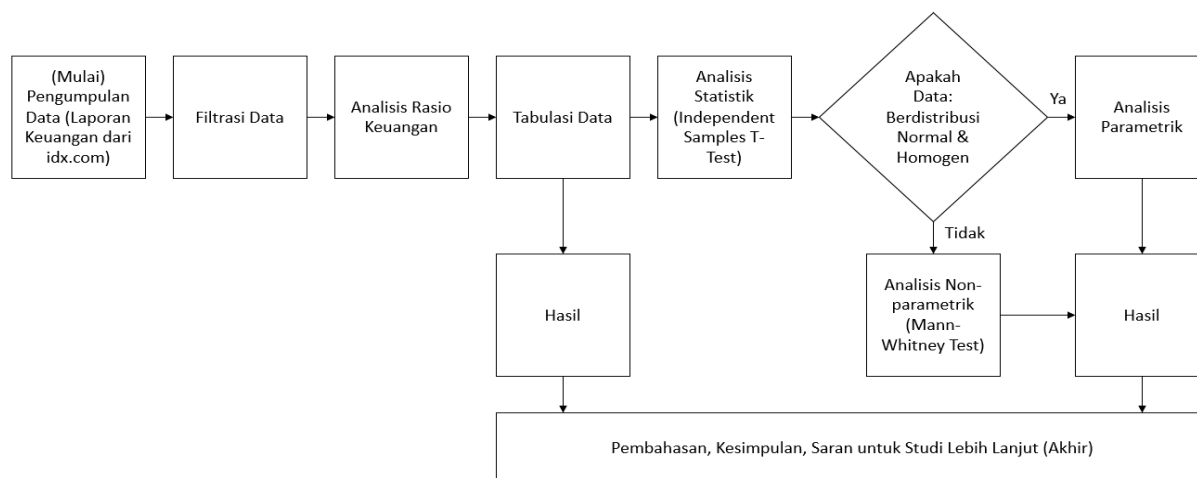 (Mulai)
Pengumpulan
Data (Laporan
Keuangan dari
idx.com)
Filtrasi Data
Analisis Rasio
Keuangan
Tabulasi Data
Analisis
Statistik
(Independent
Samples T-
Test)
Apakah
Data:
Berdistribusi
Normal &
Homogen
Ya
Analisis
Parametrik
Tidak
Hasil
Analisis Non-
parametrik
(Mann-
Whitney Test)
Hasil
Pembahasan, Kesimpulan, Saran untuk Studi Lebih Lanjut (Akhir)